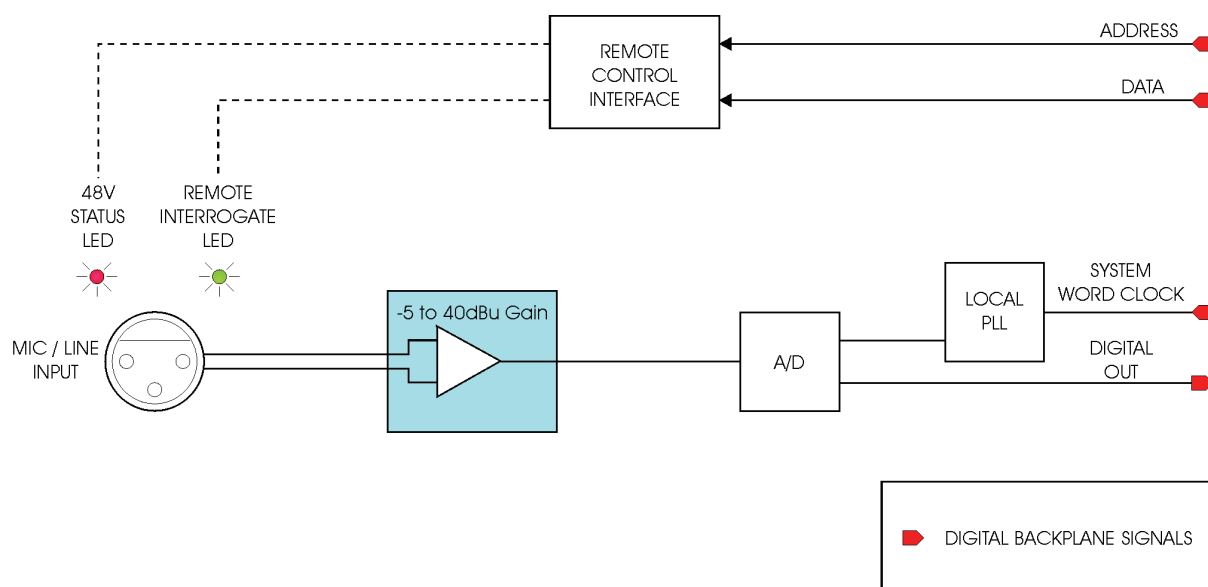 REMOTE
CONTROL
INTERFACE
ADDRESS
DATA
48V
STATUS
LED
REMOTE
INTERROGATE
LED
MIC / LINE
INPUT
-5 to 40dBu Gain
A/D
LOCAL
PLL
SYSTEM
WORD CLOCK
DIGITAL
OUT
DIGITAL BACKPLANE SIGNALS